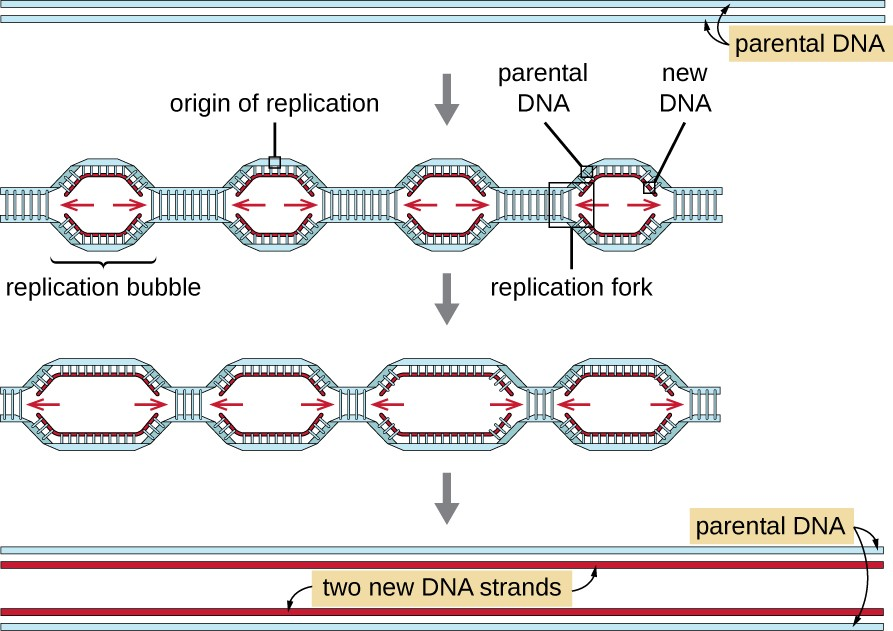 parental DNA
parental
DNA
new
DNA
origin of replication
replication bubble
replication fork
parental DNA
two new DNA strands